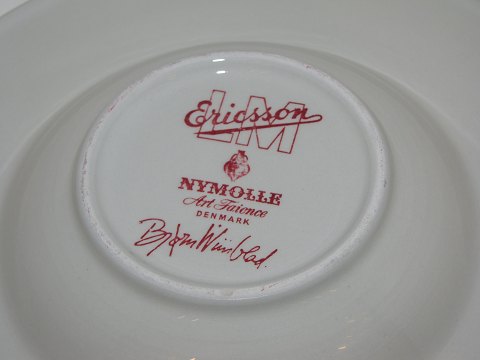 LM Ericsson
NYMOLLE
Art Faience
DENMARK
Bjørn Wiinblad.